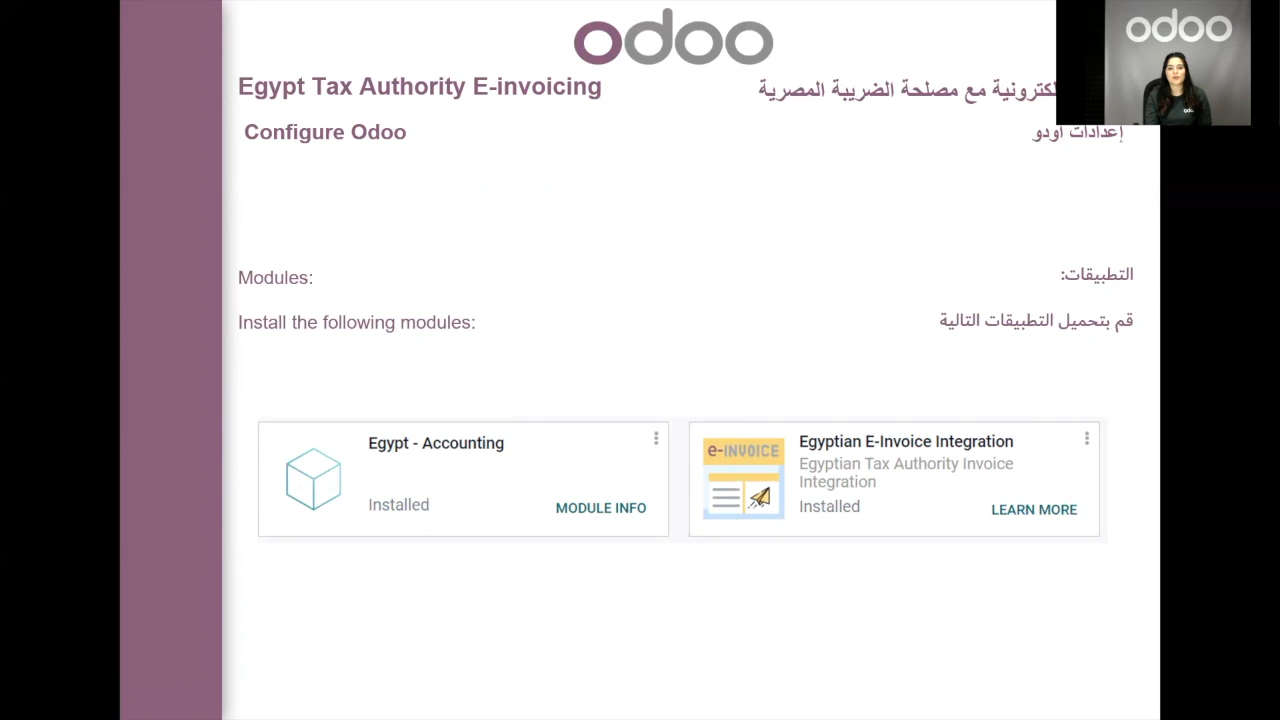 odoo
odoo
Egypt Tax Authority E-invoicing
مع مصلحة الضريبة المصرية
Configure Odoo
إعدادات أودو
Modules:
التطبيقات:
Install the following modules:
قم بتحميل التطبيقات التالية
Egypt - Accounting
Installed
MODULE INFO
e-INVOICE
Egyptian E-Invoice Integration
Egyptian Tax Authority Invoice
Integration
Installed
LEARN MORE